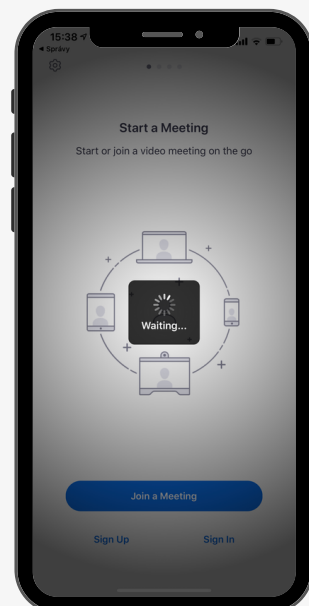 15:38
◀ Správy
Start a Meeting
Start or join a video meeting on the go
Waiting...
Join a Meeting
Sign Up
Sign In